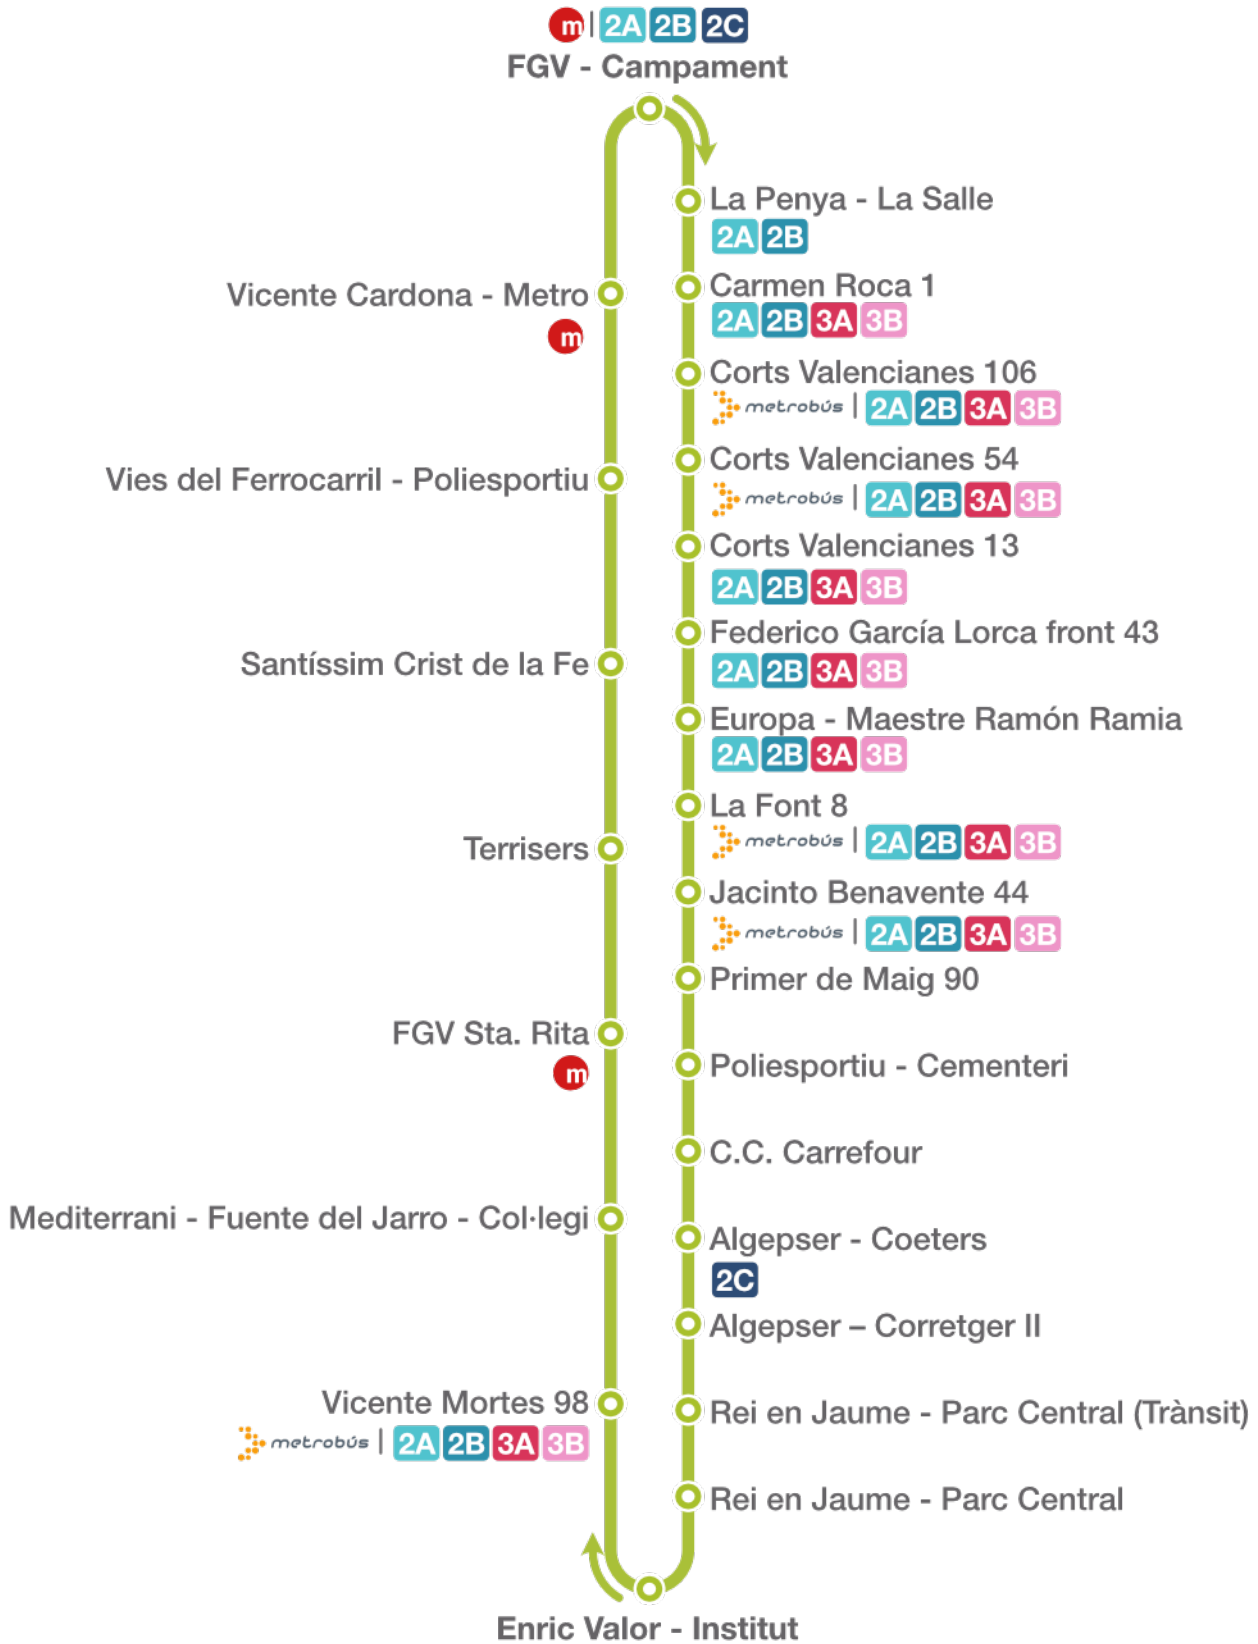 m | 2A 2B 2C
FGV - Campament
La Penya - La Salle
2A 2B
Carmen Roca 1
2A 2B 3A 3B
Corts Valencianes 106
metrobús | 2A 2B 3A 3B
Corts Valencianes 54
metrobús | 2A 2B 3A 3B
Corts Valencianes 13
2A 2B 3A 3B
Federico García Lorca front 43
2A 2B 3A 3B
Europa - Maestre Ramón Ramia
2A 2B 3A 3B
La Font 8
metrobús | 2A 2B 3A 3B
Jacinto Benavente 44
metrobús | 2A 2B 3A 3B
Primer de Maig 90
Poliesportiu - Cementeri
C.C. Carrefour
Algepser - Coeters
2C
Algepser – Corretger II
Rei en Jaume - Parc Central (Trànsit)
Rei en Jaume - Parc Central
Enric Valor - Institut
Vicente Mortes 98
metrobús | 2A 2B 3A 3B
Mediterrani - Fuente del Jarro - Col·legi
FGV Sta. Rita
m
Terrisers
Santíssim Crist de la Fe
Vies del Ferrocarril - Poliesportiu
Vicente Cardona - Metro
m